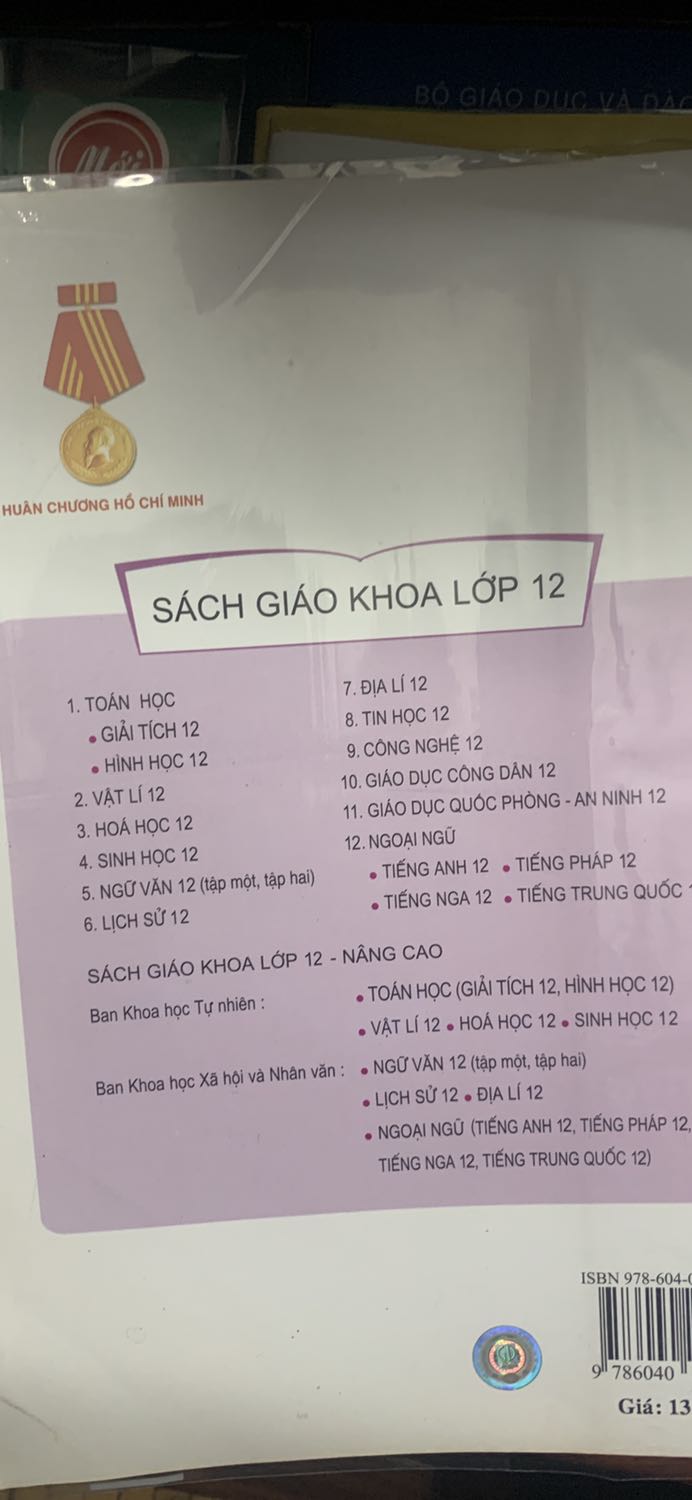 BỘ GIÁO DỤC VÀ ĐÀO
Mới
HUÂN CHƯƠNG HỒ CHÍ MINH
SÁCH GIÁO KHOA LỚP 12
1. TOÁN HỌC
• GIẢI TÍCH 12
• HÌNH HỌC 12
2. VẬT LÍ 12
3. HOÁ HỌC 12
4. SINH HỌC 12
5. NGỮ VĂN 12 (tập một, tập hai)
6. LỊCH SỬ 12
7. ĐỊA LÍ 12
8. TIN HỌC 12
9. CÔNG NGHỆ 12
10. GIÁO DỤC CÔNG DÂN 12
11. GIÁO DỤC QUỐC PHÒNG - AN NINH 12
12. NGOẠI NGỮ
• TIẾNG ANH 12 • TIẾNG PHÁP 12
• TIẾNG NGA 12 • TIẾNG TRUNG QUỐC 1
SÁCH GIÁO KHOA LỚP 12 - NÂNG CAO
Ban Khoa học Tự nhiên : • TOÁN HỌC (GIẢI TÍCH 12, HÌNH HỌC 12)
• VẬT LÍ 12 • HOÁ HỌC 12 • SINH HỌC 12
Ban Khoa học Xã hội và Nhân văn : • NGỮ VĂN 12 (tập một, tập hai)
• LỊCH SỬ 12 • ĐỊA LÍ 12
• NGOẠI NGỮ (TIẾNG ANH 12, TIẾNG PHÁP 12,
TIẾNG NGA 12, TIẾNG TRUNG QUỐC 12)
ISBN 978-604-0
9 786040
Giá: 13